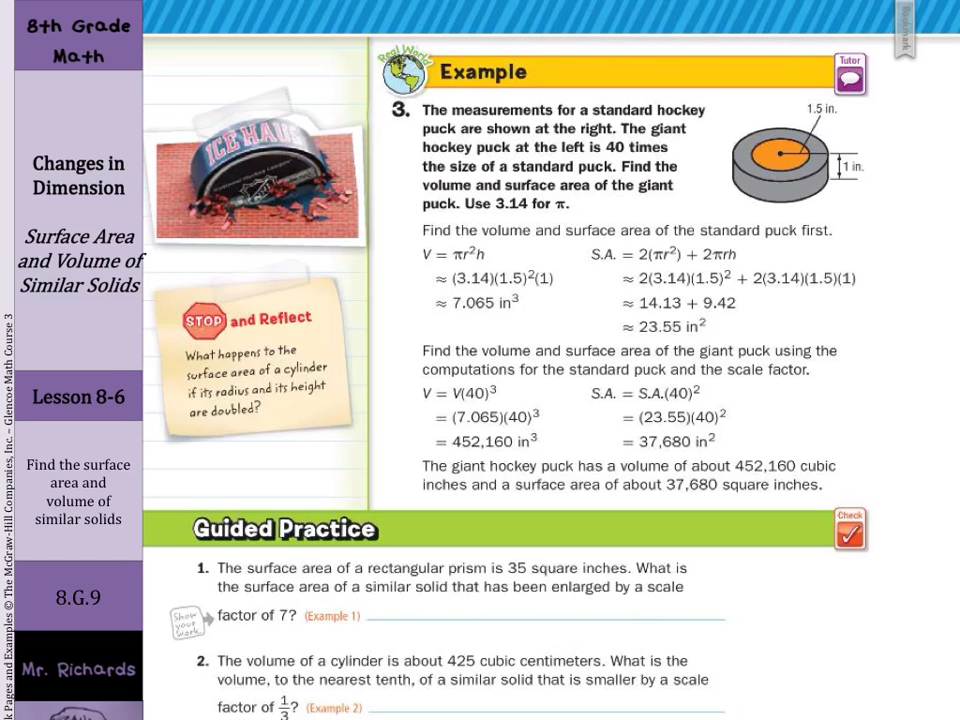 8th Grade
Math
Changes in
Dimension
Surface Area
and Volume of
Similar Solids
Lesson 8-6
Find the surface
area and
volume of
similar solids
8.G.9
Mr. Richards
k Pages and Examples © The McGraw-Hill Companies, Inc. – Glencoe Math Course 3
Bookmark
Real World
Example
Tutor
ICE HAUS
3. The measurements for a standard hockey
puck are shown at the right. The giant
hockey puck at the left is 40 times
the size of a standard puck. Find the
volume and surface area of the giant
puck. Use 3.14 for π.
1.5 in.
1 in.
Find the volume and surface area of the standard puck first.
V = πr²h S.A. = 2(πr²) + 2πrh
≈ (3.14)(1.5)²(1) ≈ 2(3.14)(1.5)² + 2(3.14)(1.5)(1)
≈ 7.065 in³ ≈ 14.13 + 9.42
≈ 23.55 in²
STOP and Reflect
What happens to the
surface area of a cylinder
if its radius and its height
are doubled?
Find the volume and surface area of the giant puck using the
computations for the standard puck and the scale factor.
V = V(40)³ S.A. = S.A.(40)²
= (7.065)(40)³ = (23.55)(40)²
= 452,160 in³ = 37,680 in²
The giant hockey puck has a volume of about 452,160 cubic
inches and a surface area of about 37,680 square inches.
Guided Practice
Check
1. The surface area of a rectangular prism is 35 square inches. What is
the surface area of a similar solid that has been enlarged by a scale
Show your work
factor of 7? (Example 1)
2. The volume of a cylinder is about 425 cubic centimeters. What is the
volume, to the nearest tenth, of a similar solid that is smaller by a scale
factor of 1/3? (Example 2)